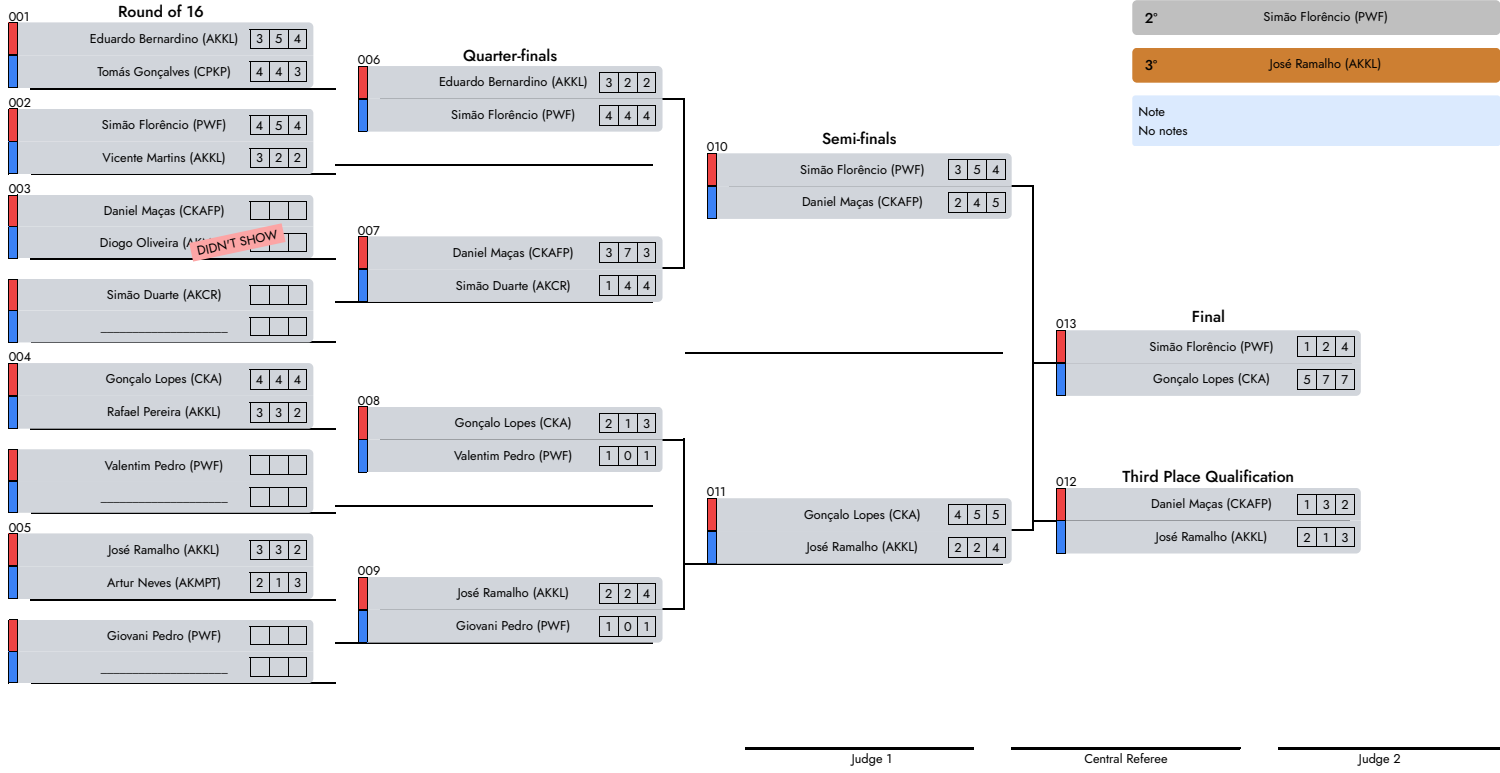 Round of 16
001
Eduardo Bernardino (AKKL) 3 5 4
Tomás Gonçalves (CPKP) 4 4 3
002
Simão Florêncio (PWF) 4 5 4
Vicente Martins (AKKL) 3 2 2
003
Daniel Maças (CKAFP)
Diogo Oliveira
DIDN'T SHOW
Simão Duarte (AKCR)
004
Gonçalo Lopes (CKA) 4 4 4
Rafael Pereira (AKKL) 3 3 2
Valentim Pedro (PWF)
005
José Ramalho (AKKL) 3 3 2
Artur Neves (AKMPT) 2 1 3
Giovani Pedro (PWF)
Quarter-finals
006
Eduardo Bernardino (AKKL) 3 2 2
Simão Florêncio (PWF) 4 4 4
007
Daniel Maças (CKAFP) 3 7 3
Simão Duarte (AKCR) 1 4 4
008
Gonçalo Lopes (CKA) 2 1 3
Valentim Pedro (PWF) 1 0 1
009
José Ramalho (AKKL) 2 2 4
Giovani Pedro (PWF) 1 0 1
Semi-finals
010
Simão Florêncio (PWF) 3 5 4
Daniel Maças (CKAFP) 2 4 5
011
Gonçalo Lopes (CKA) 4 5 5
José Ramalho (AKKL) 2 2 4
Final
013
Simão Florêncio (PWF) 1 2 4
Gonçalo Lopes (CKA) 5 7 7
Third Place Qualification
012
Daniel Maças (CKAFP) 1 3 2
José Ramalho (AKKL) 2 1 3
2° Simão Florêncio (PWF)
3° José Ramalho (AKKL)
Note
No notes
Judge 1
Central Referee
Judge 2